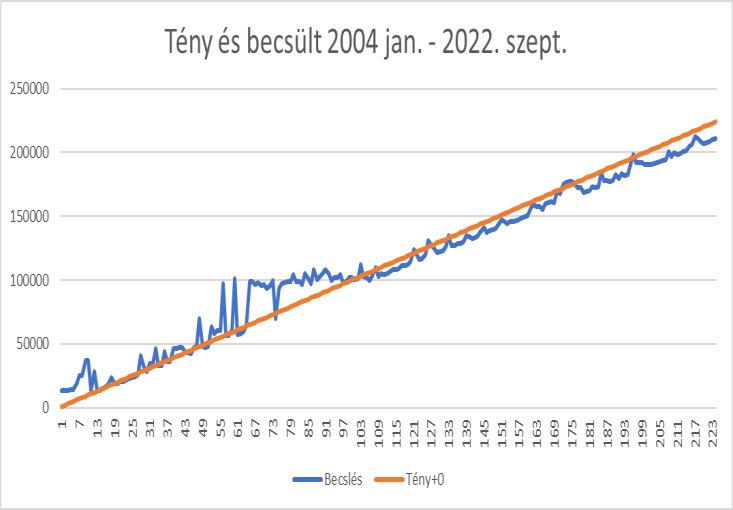 Tény és becsült 2004 jan. - 2022. szept.
250000
200000
150000
100000
50000
0
1 7 13 19 25 31 37 43 49 55 61 67 73 79 85 91 97 103 109 115 121 127 133 139 145 151 157 163 169 175 181 187 193 199 205 211 217 223
Becslés Tény+0